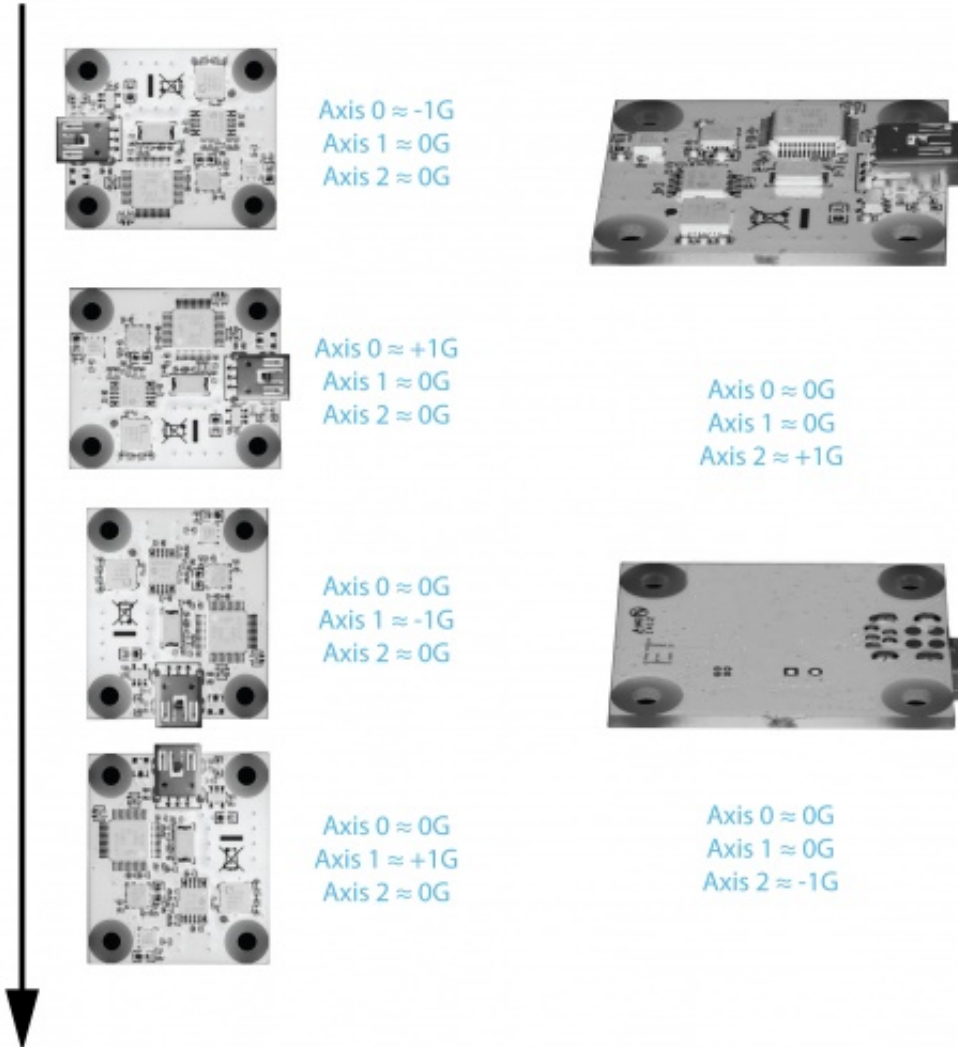 Axis 0 ≈ -1G
Axis 1 ≈ 0G
Axis 2 ≈ 0G
Axis 0 ≈ +1G
Axis 1 ≈ 0G
Axis 2 ≈ 0G
Axis 0 ≈ 0G
Axis 1 ≈ -1G
Axis 2 ≈ 0G
Axis 0 ≈ 0G
Axis 1 ≈ +1G
Axis 2 ≈ 0G
Axis 0 ≈ 0G
Axis 1 ≈ 0G
Axis 2 ≈ +1G
Axis 0 ≈ 0G
Axis 1 ≈ 0G
Axis 2 ≈ -1G